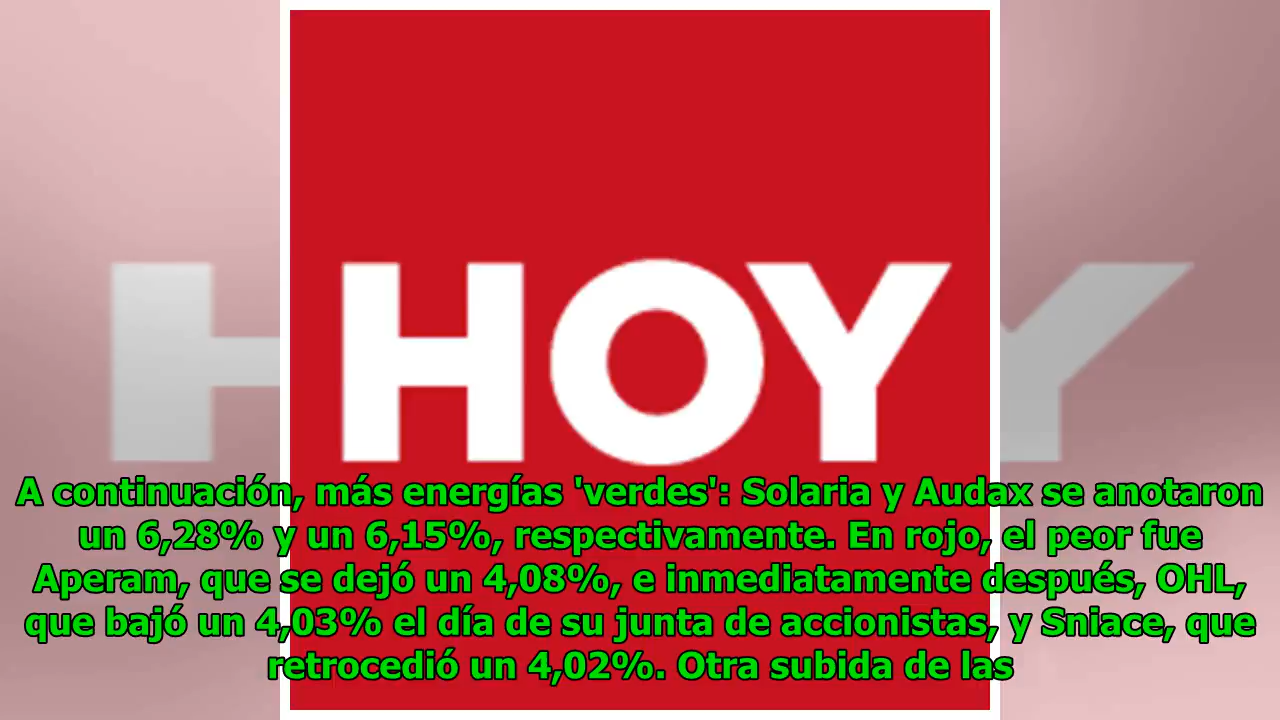 HOY
A continuación, más energías 'verdes': Solaria y Audax se anotaron
un 6,28% y un 6,15%, respectivamente. En rojo, el peor fue
Aperam, que se dejó un 4,08%, e inmediatamente después, OHL,
que bajó un 4,03% el día de su junta de accionistas, y Sniace, que
retrocedió un 4,02%. Otra subida de las